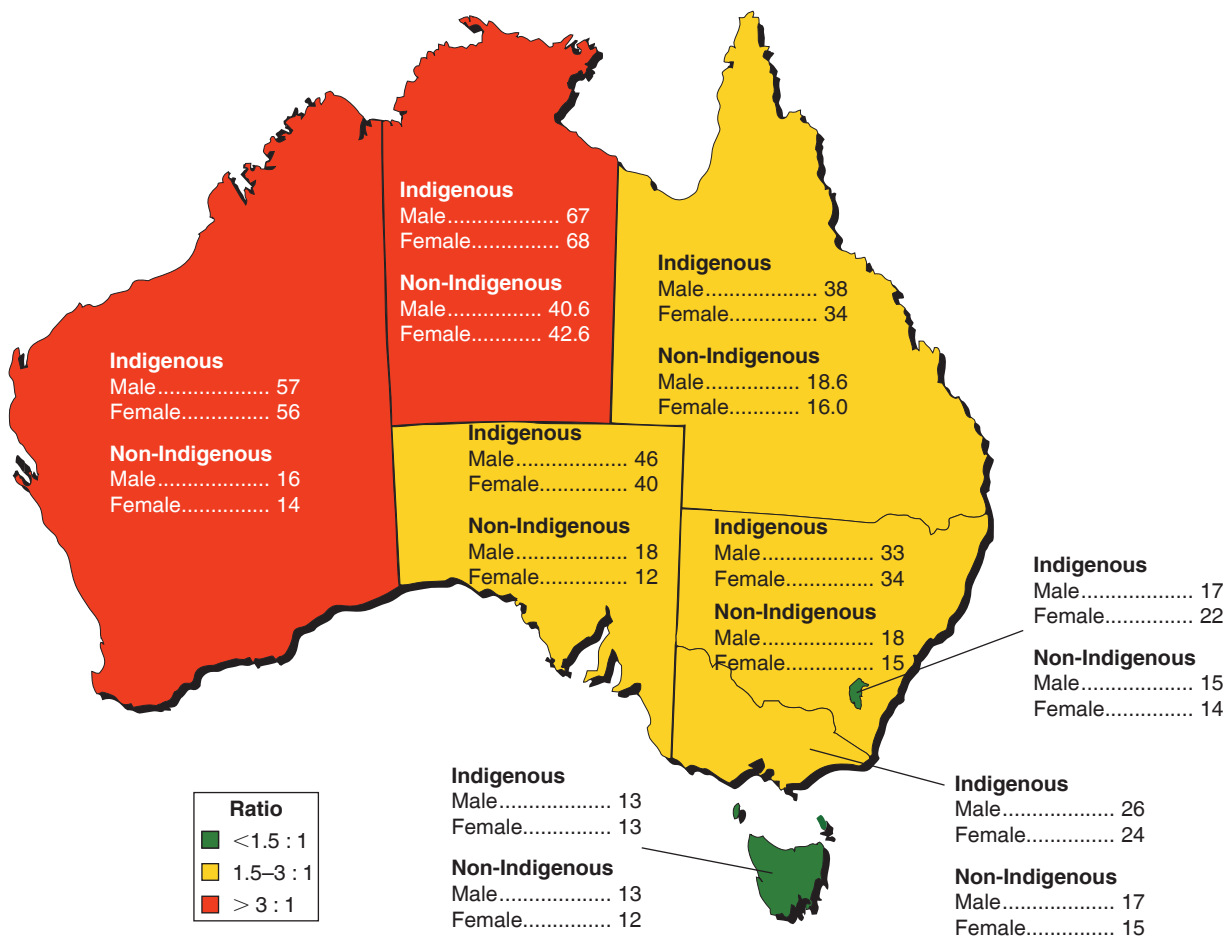 Indigenous
Male................... 67
Female............... 68
Non-Indigenous
Male................ 40.6
Female............ 42.6
Indigenous
Male................... 38
Female............... 34
Non-Indigenous
Male................ 18.6
Female............ 16.0
Indigenous
Male................... 57
Female............... 56
Non-Indigenous
Male................... 16
Female............... 14
Indigenous
Male................... 46
Female............... 40
Non-Indigenous
Male................... 18
Female............... 12
Indigenous
Male................... 33
Female............... 34
Non-Indigenous
Male................... 18
Female............... 15
Indigenous
Male................... 17
Female............... 22
Non-Indigenous
Male................... 15
Female............... 14
Indigenous
Male................... 13
Female............... 13
Non-Indigenous
Male................... 13
Female............... 12
Indigenous
Male................... 26
Female............... 24
Non-Indigenous
Male................... 17
Female............... 15
Ratio
<1.5 : 1
1.5–3 : 1
> 3 : 1